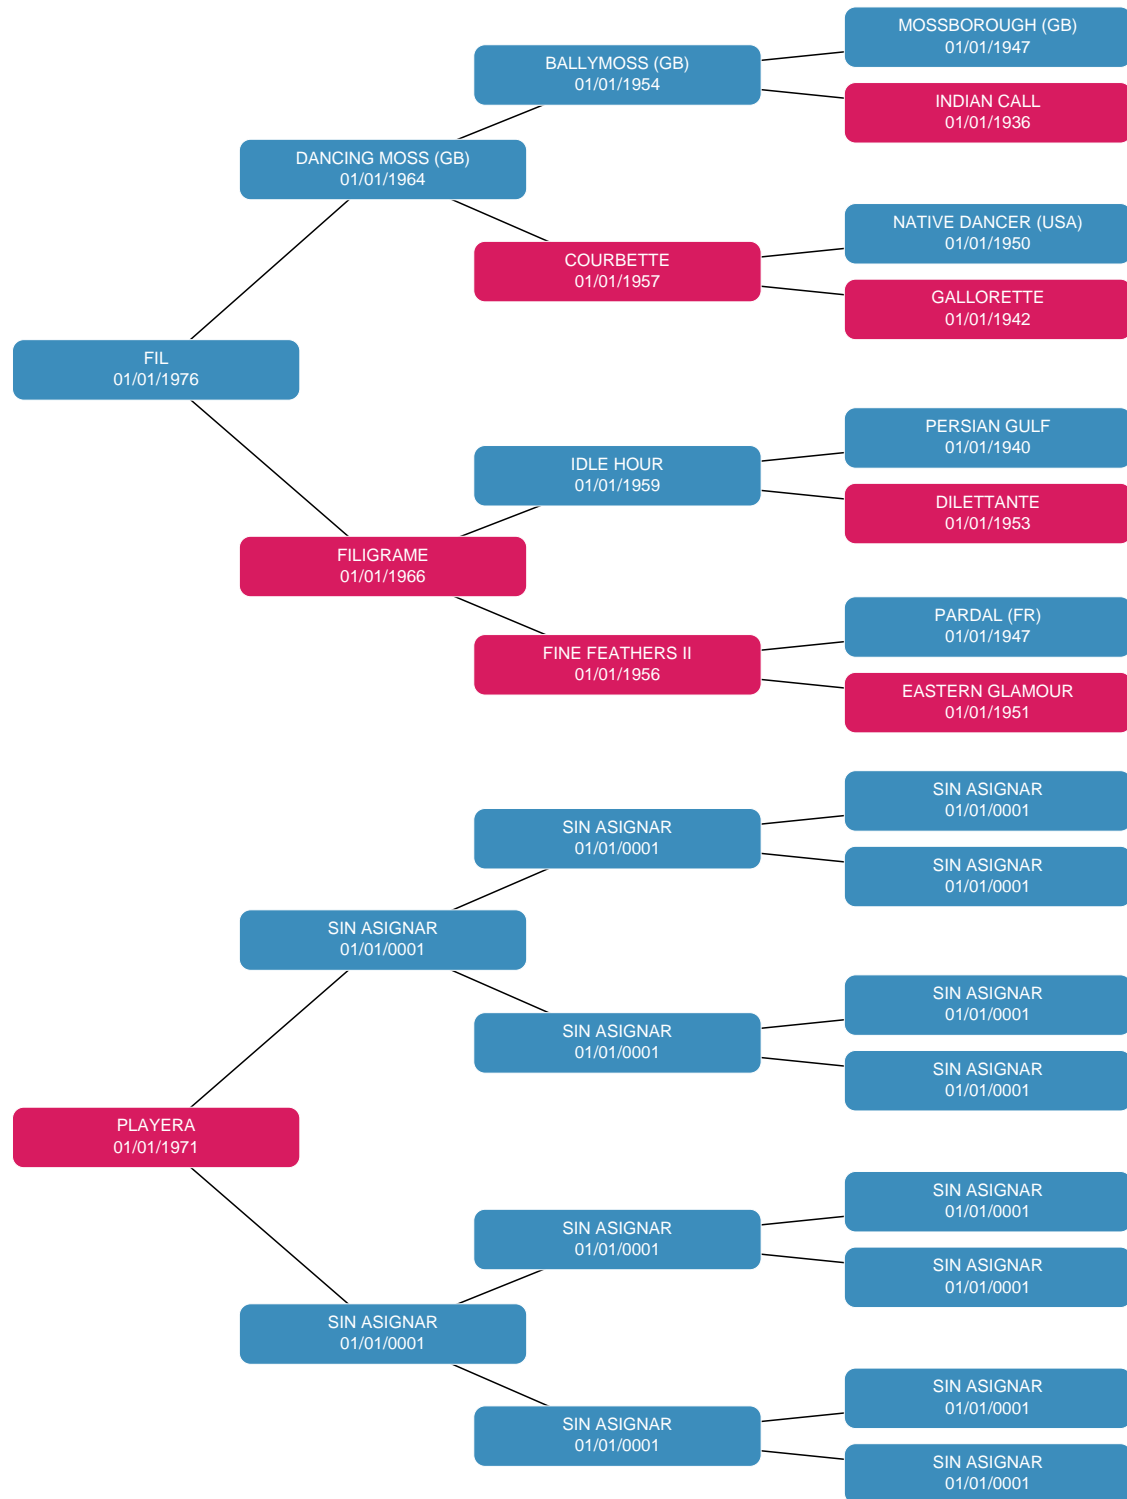 MOSSBOROUGH (GB)
01/01/1947
BALLYMOSS (GB)
01/01/1954
INDIAN CALL
01/01/1936
DANCING MOSS (GB)
01/01/1964
NATIVE DANCER (USA)
01/01/1950
COURBETTE
01/01/1957
GALLORETTE
01/01/1942
FIL
01/01/1976
PERSIAN GULF
01/01/1940
IDLE HOUR
01/01/1959
DILETTANTE
01/01/1953
FILIGRAME
01/01/1966
PARDAL (FR)
01/01/1947
FINE FEATHERS II
01/01/1956
EASTERN GLAMOUR
01/01/1951
SIN ASIGNAR
01/01/0001
SIN ASIGNAR
01/01/0001
SIN ASIGNAR
01/01/0001
SIN ASIGNAR
01/01/0001
SIN ASIGNAR
01/01/0001
SIN ASIGNAR
01/01/0001
SIN ASIGNAR
01/01/0001
PLAYERA
01/01/1971
SIN ASIGNAR
01/01/0001
SIN ASIGNAR
01/01/0001
SIN ASIGNAR
01/01/0001
SIN ASIGNAR
01/01/0001
SIN ASIGNAR
01/01/0001
SIN ASIGNAR
01/01/0001
SIN ASIGNAR
01/01/0001